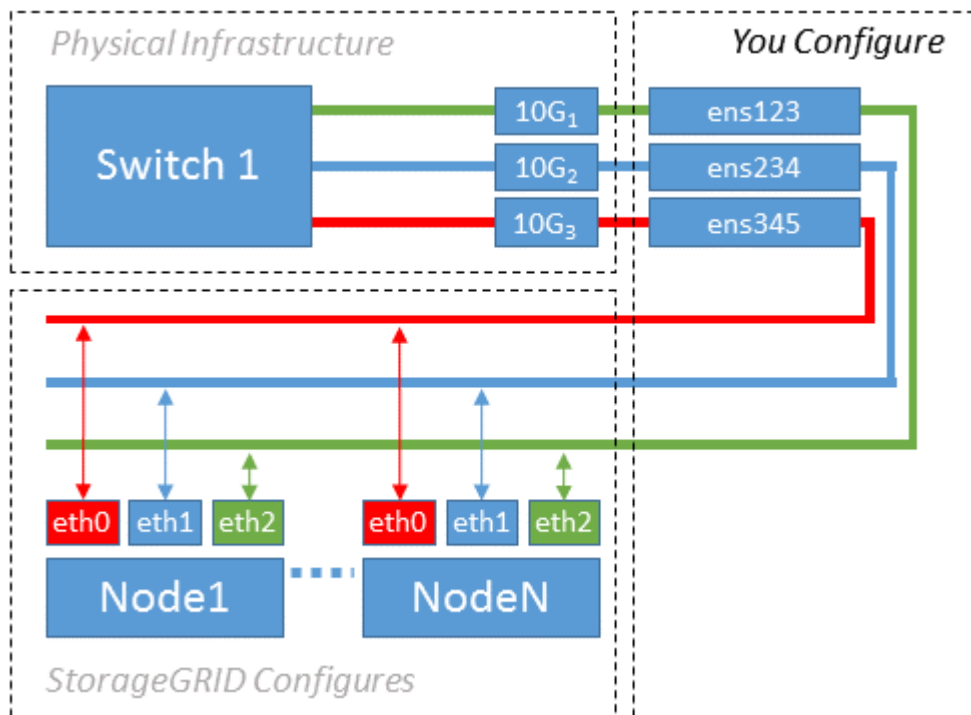 Physical Infrastructure
You Configure
Switch 1
10G₁
ens123
10G₂
ens234
10G₃
ens345
eth0 eth1 eth2
eth0 eth1 eth2
Node1
NodeN
StorageGRID Configures